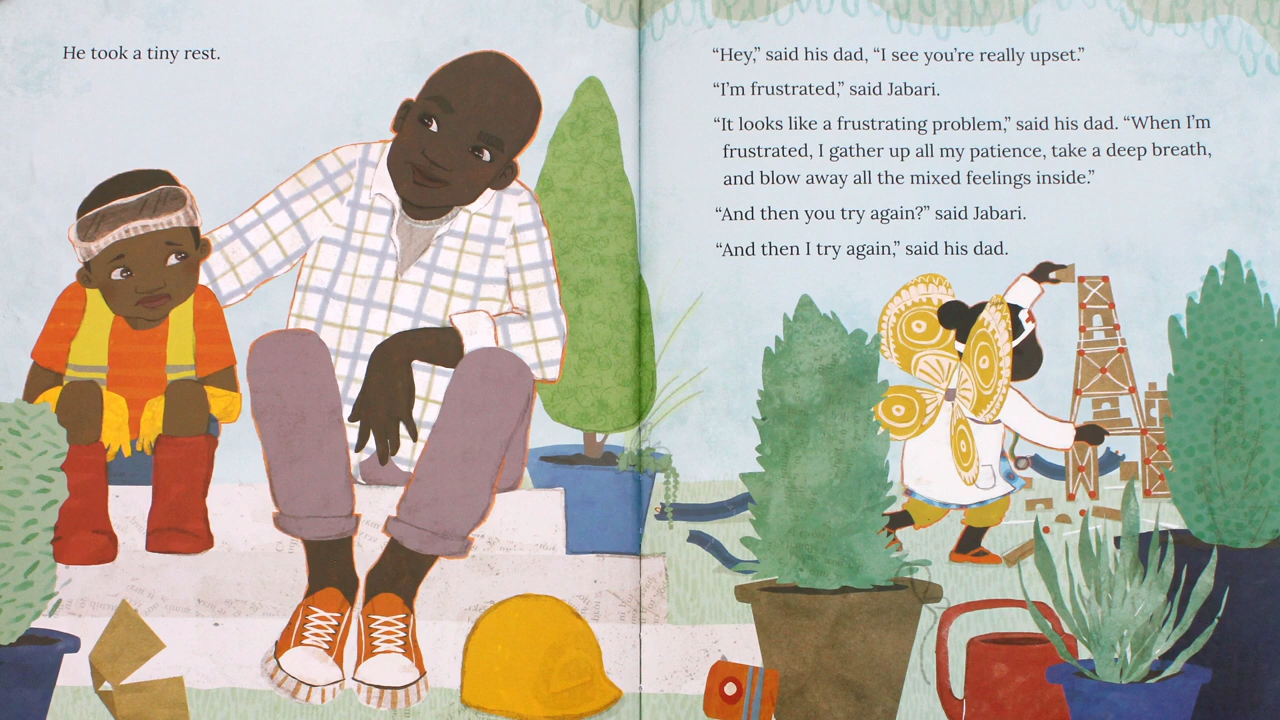 He took a tiny rest.
“Hey,” said his dad, “I see you’re really upset.”
“I’m frustrated,” said Jabari.
“It looks like a frustrating problem,” said his dad. “When I’m
frustrated, I gather up all my patience, take a deep breath,
and blow away all the mixed feelings inside.”
“And then you try again?” said Jabari.
“And then I try again,” said his dad.